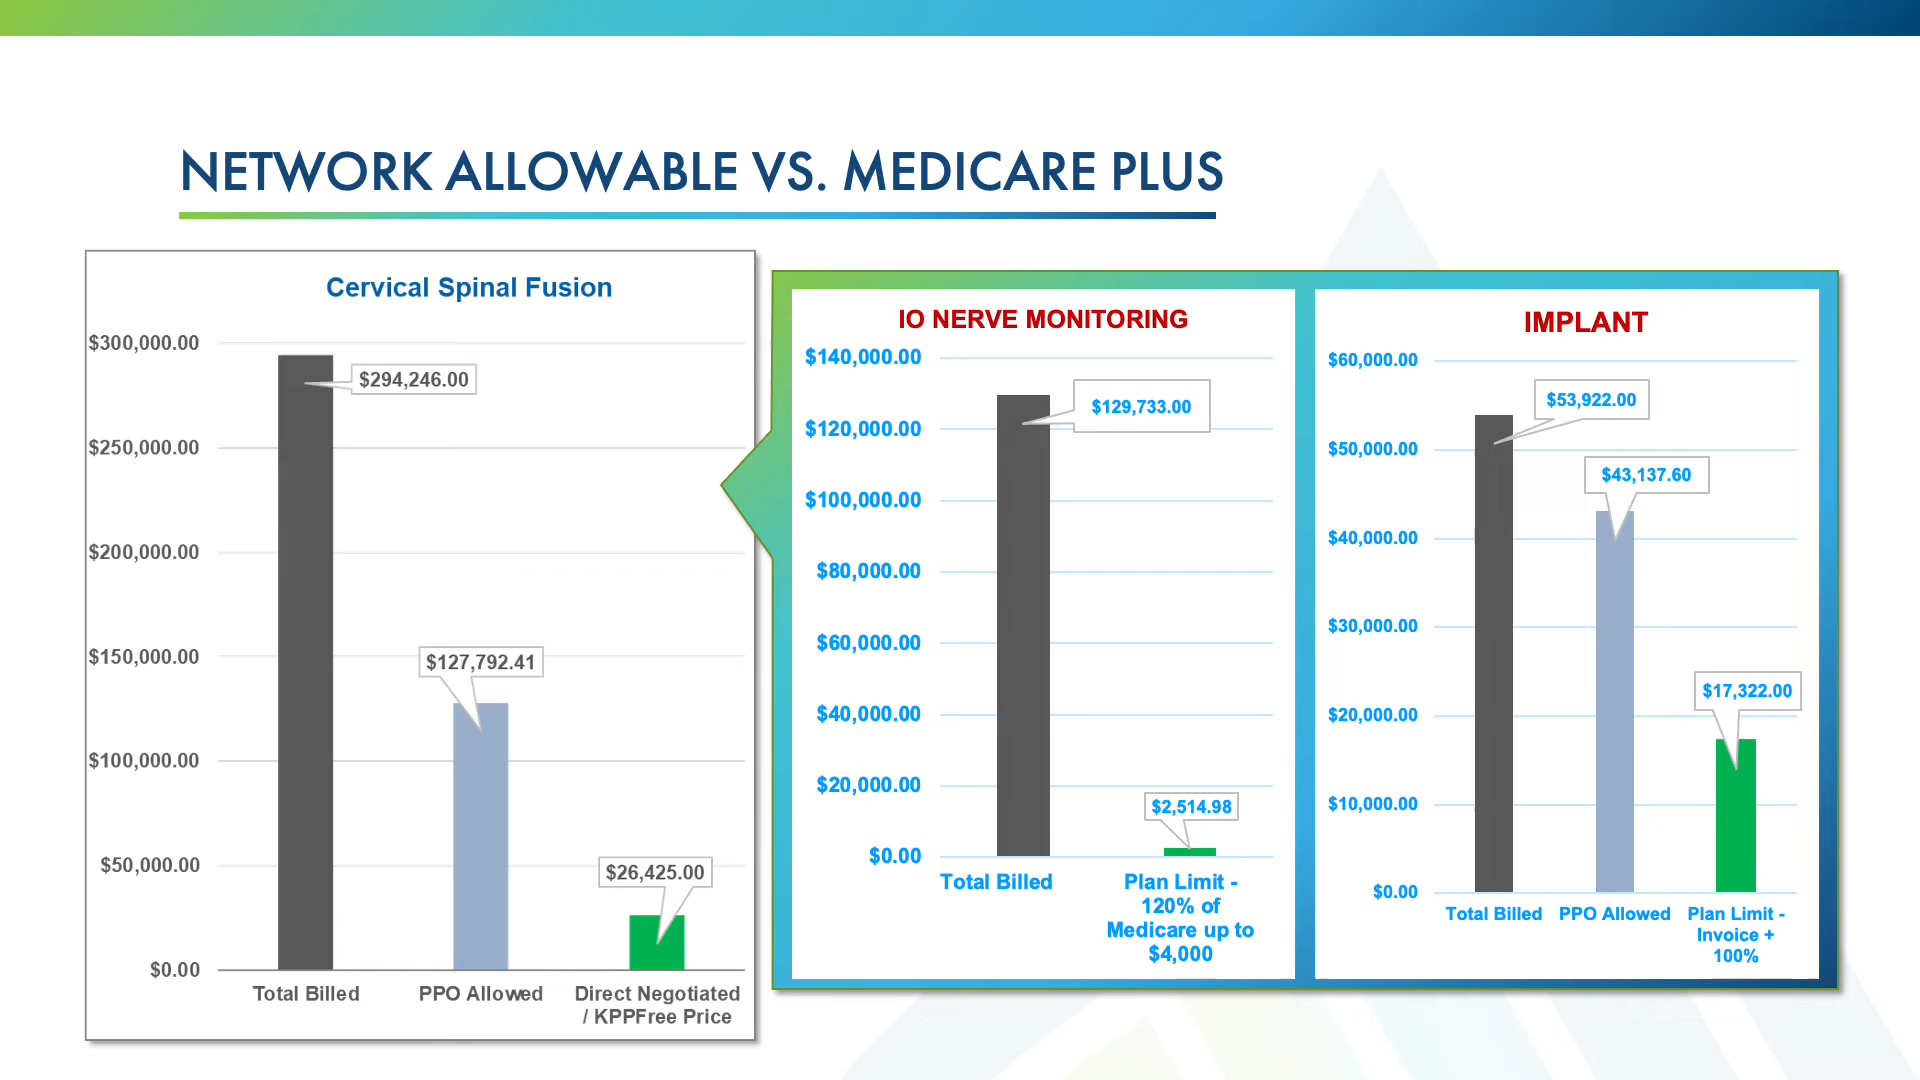 NETWORK ALLOWABLE VS. MEDICARE PLUS
Cervical Spinal Fusion
$300,000.00
$250,000.00
$200,000.00
$150,000.00
$100,000.00
$50,000.00
$0.00
$294,246.00
$127,792.41
$26,425.00
Total Billed
PPO Allowed
Direct Negotiated
/ KPPFree Price
IO NERVE MONITORING
$140,000.00
$120,000.00
$100,000.00
$80,000.00
$60,000.00
$40,000.00
$20,000.00
$0.00
$129,733.00
$2,514.98
Total Billed
Plan Limit -
120% of
Medicare up to
$4,000
IMPLANT
$60,000.00
$50,000.00
$40,000.00
$30,000.00
$20,000.00
$10,000.00
$0.00
$53,922.00
$43,137.60
$17,322.00
Total Billed
PPO Allowed
Plan Limit -
Invoice +
100%